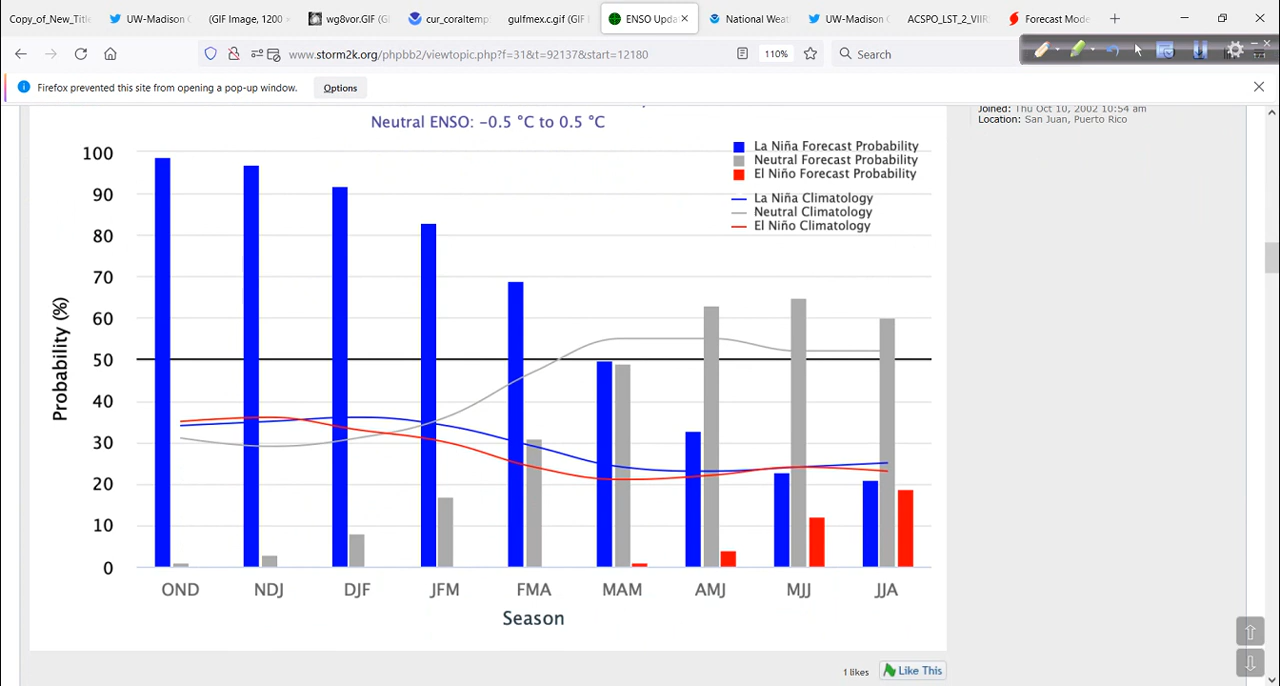 Copy_of_New_Title
UW-Madison C
(GIF Image, 1200 ×
wg8vor.GIF (GI
cur_coraltemp
gulfmex.c.gif (GIF I
ENSO Upda
National Weat
UW-Madison C
ACSPO_LST_2_VIIR
Forecast Mode
www.storm2k.org/phpbb2/viewtopic.php?f=31&t=92137&start=12180
110%
Search
Firefox prevented this site from opening a pop-up window.
Options
Joined: Thu Oct 10, 2002 10:54 am
Location: San Juan, Puerto Rico
Neutral ENSO: −0.5 °C to 0.5 °C
La Niña Forecast Probability
Neutral Forecast Probability
El Niño Forecast Probability
La Niña Climatology
Neutral Climatology
El Niño Climatology
Probability (%)
100
90
80
70
60
50
40
30
20
10
0
OND NDJ DJF JFM FMA MAM AMJ MJJ JJA
Season
1 likes
Like This